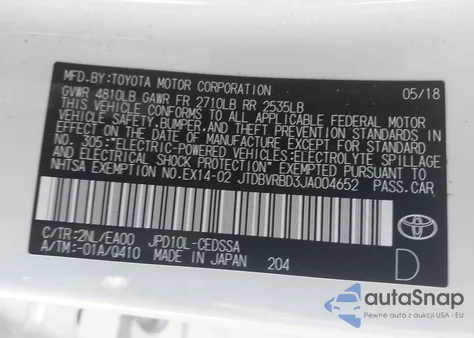 MFD.BY:TOYOTA MOTOR CORPORATION 05/18
GVWR 4810LB GAWR FR 2710LB RR 2535LB
THIS VEHICLE CONFORMS TO ALL APPLICABLE FEDERAL MOTOR
VEHICLE SAFETY,BUMPER,AND THEFT PREVENTION STANDARDS
IN EFFECT ON THE DATE OF MANUFACTURE SHOWN ABOVE EXCEPT
NO. 305:"ELECTRIC-POWERED VEHICLES:ELECTROLYTE SPILLAGE
AND ELECTRICAL SHOCK PROTECTION" EXEMPTED PURSUANT TO
NHTSA EXEMPTION NO.EX14-02 JTDBVRBD3JA004652 PASS.CAR
TOYOTA
C/TR:2NL/EA00 JPD10L-CEDSSA
A/TM:-01A/Q410 MADE IN JAPAN 204
D
autoSnap
Pewne auta z aukcji USA - EU